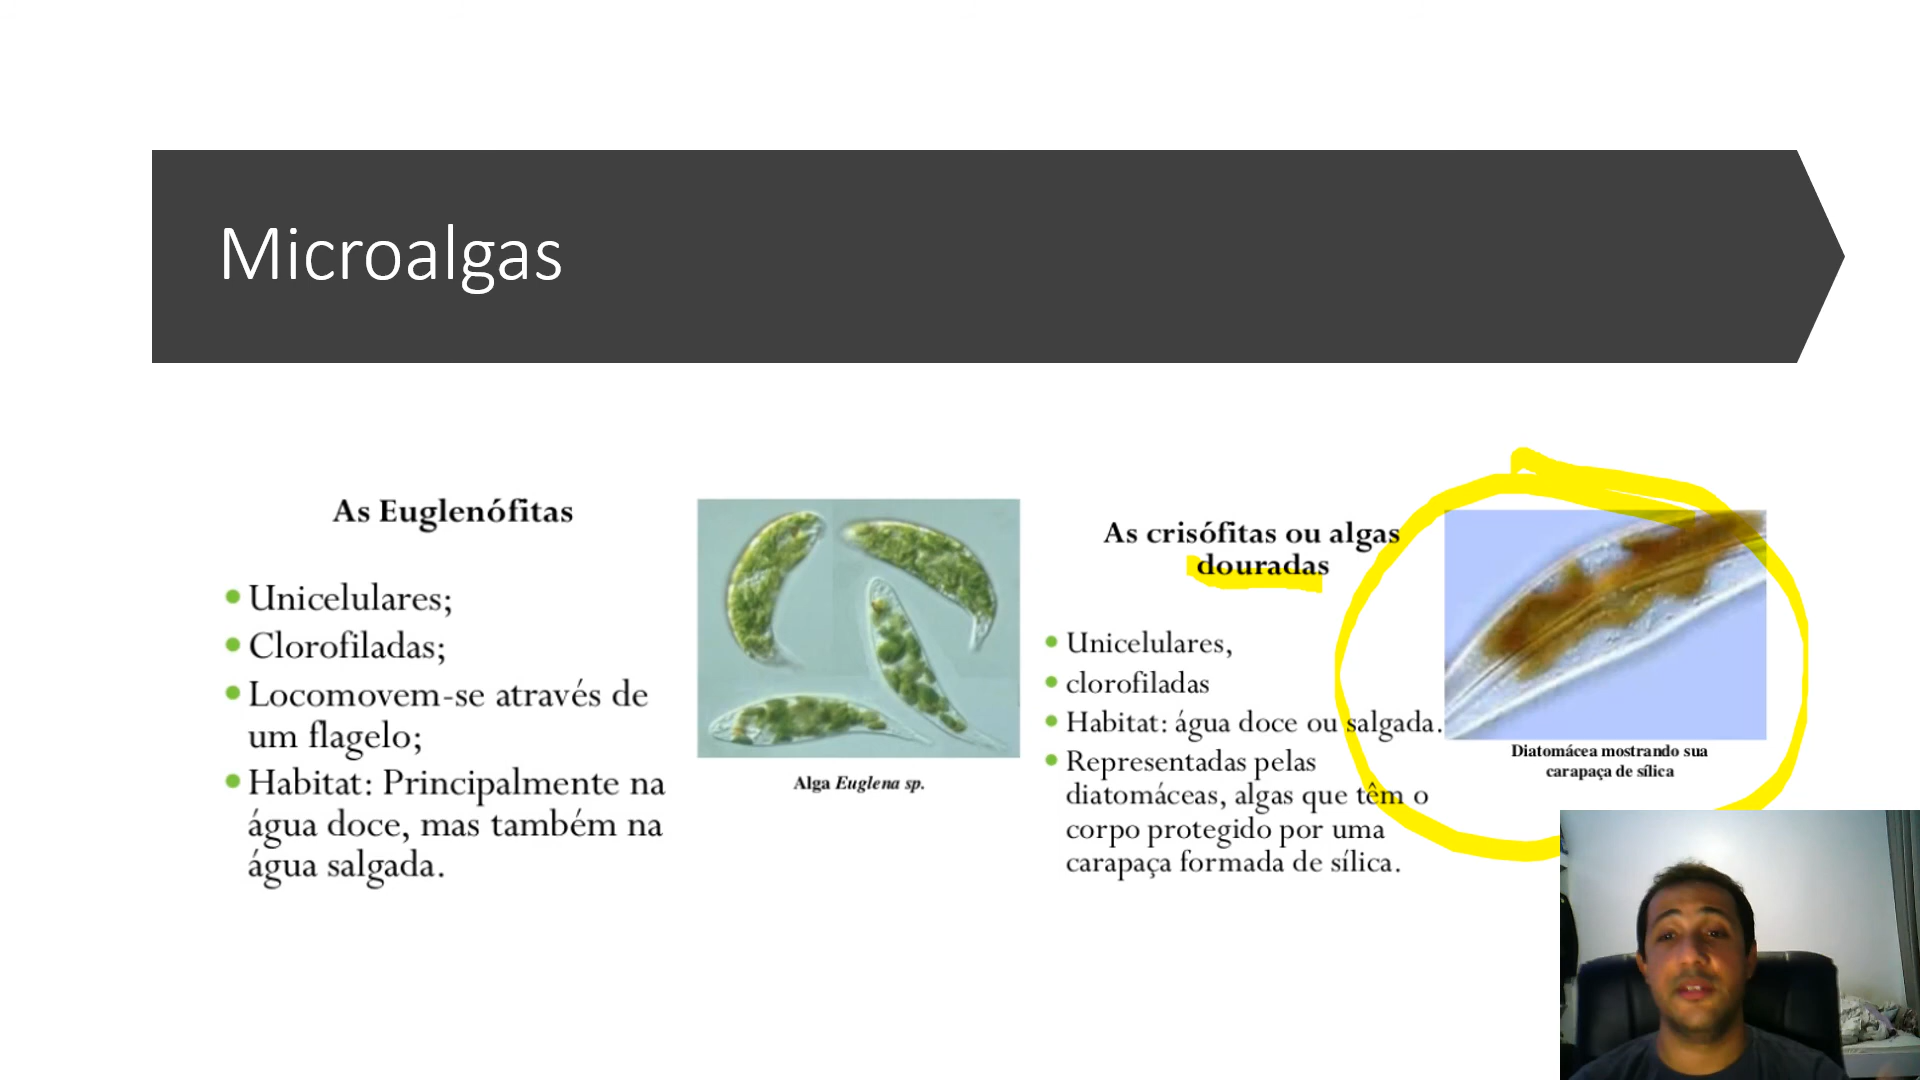 Microalgas
As Euglenófitas
Unicelulares;
Clorofiladas;
Locomovem-se através de
um flagelo;
Habitat: Principalmente na
água doce, mas também na
água salgada.
Alga Euglena sp.
As crisófitas ou algas
douradas
Unicelulares,
clorofiladas
Habitat: água doce ou salgada.
Representadas pelas
diatomáceas, algas que têm o
corpo protegido por uma
carapaça formada de sílica.
Diatomácea mostrando sua
carapaça de sílica